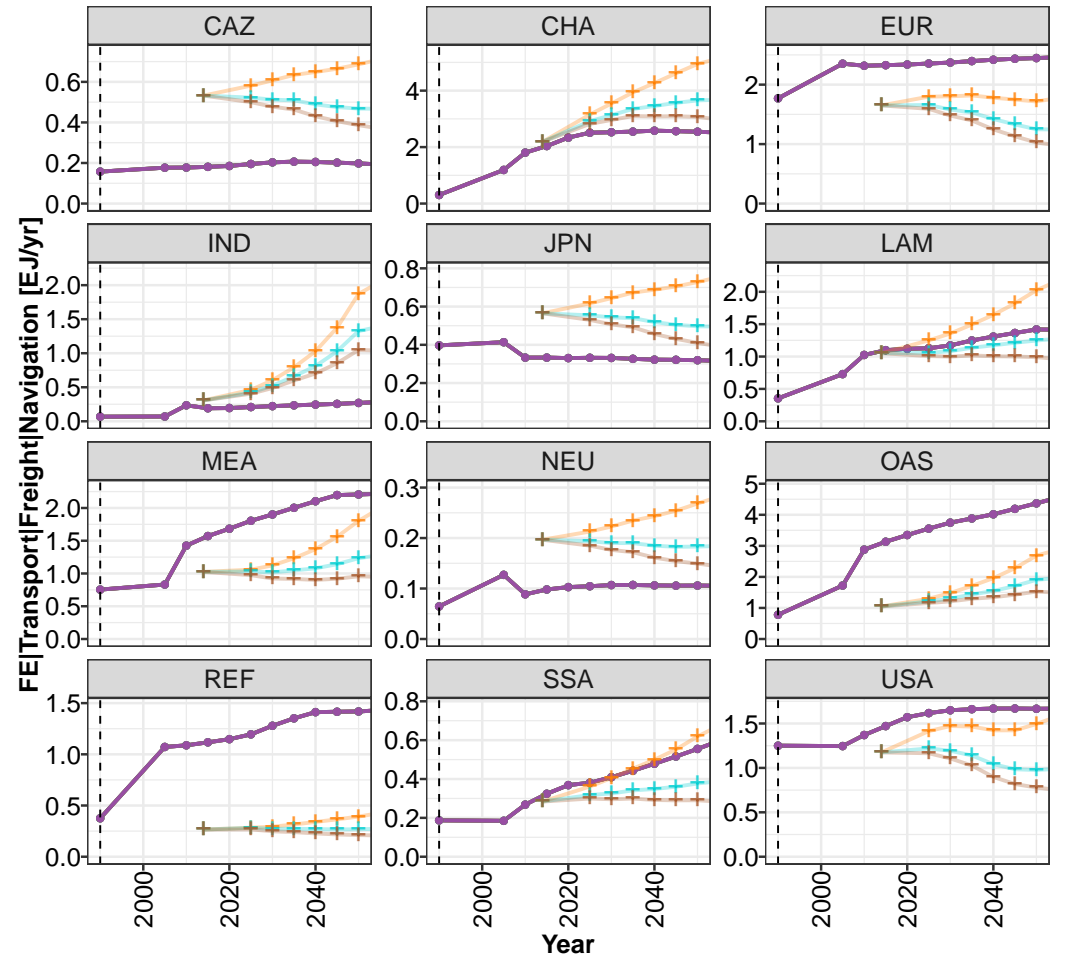 CAZ CHA EUR
0.6 4 2
0.4 2 1
0.2 0 0
0.0
IND JPN LAM
2.0 0.8 2.0
1.5 0.6 1.5
1.0 0.4 1.0
0.5 0.2 0.5
0.0 0.0 0.0
MEA NEU OAS
2.0 0.3 5
1.5 0.2 4
1.0 0.1 3
0.5 0.0 2
0.0 1
0
REF SSA USA
1.5 0.8 1.5
1.0 0.6 1.0
0.5 0.4 0.5
0.0 0.2 0.0
0.0
2000 2020 2040 2000 2020 2040 2000 2020 2040
Year
FE|Transport|Freight|Navigation [EJ/yr]